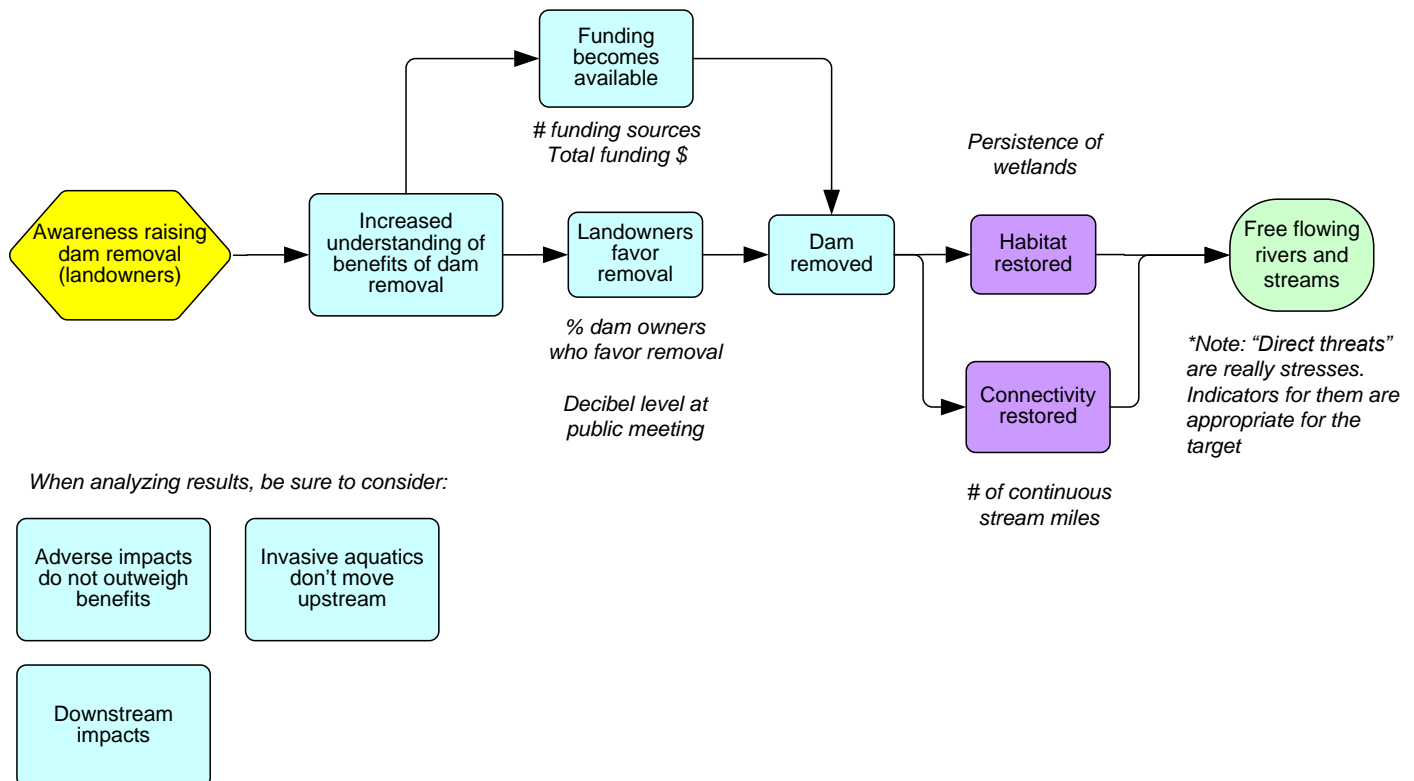 Funding
becomes
available
# funding sources
Total funding $
Persistence of
wetlands
Awareness raising
dam removal
(landowners)
Increased
understanding of
benefits of dam
removal
Landowners
favor
removal
Dam
removed
Habitat
restored
Free flowing
rivers and
streams
% dam owners
who favor removal
Decibel level at
public meeting
Connectivity
restored
*Note: “Direct threats”
are really stresses.
Indicators for them are
appropriate for the
target
# of continuous
stream miles
When analyzing results, be sure to consider:
Adverse impacts
do not outweigh
benefits
Invasive aquatics
don’t move
upstream
Downstream
impacts